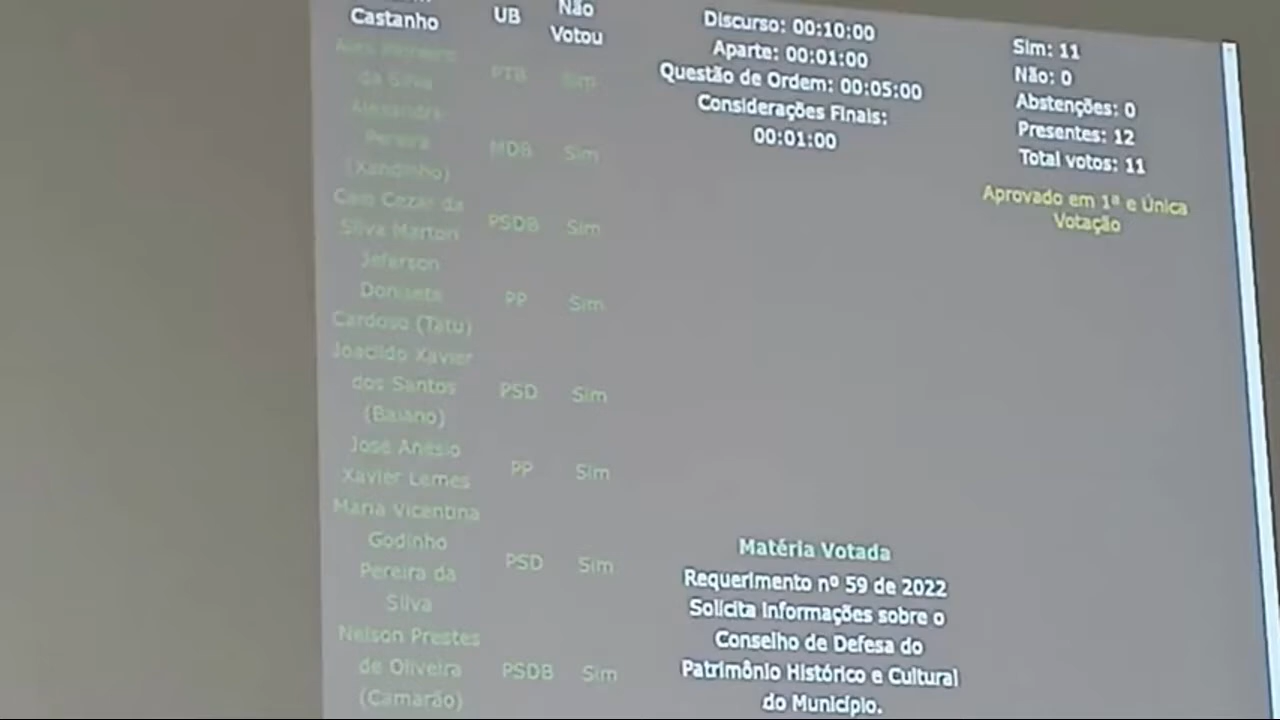 Castanho
UB
Não
Votou
da Silva
PTB
Sim
Alexandre
Pereira
(Xandinho)
MDB
Sim
Caio Cezar da
Silva Martori
PSDB
Sim
Jeferson
Donisete
Cardoso (Tatu)
PP
Sim
Joacildo Xavier
dos Santos
(Baiano)
PSD
Sim
José Anésio
Xavier Lemes
PP
Sim
Maria Vicentina
Godinho
Pereira da
Silva
PSD
Sim
Nelson Prestes
de Oliveira
(Camarão)
PSDB
Sim
Discurso: 00:10:00
Aparte: 00:01:00
Questão de Ordem: 00:05:00
Considerações Finais:
00:01:00
Matéria Votada
Requerimento nº 59 de 2022
Solicita informações sobre o
Conselho de Defesa do
Patrimônio Histórico e Cultural
do Município.
Sim: 11
Não: 0
Abstenções: 0
Presentes: 12
Total votos: 11
Aprovado em 1ª e Única
Votação